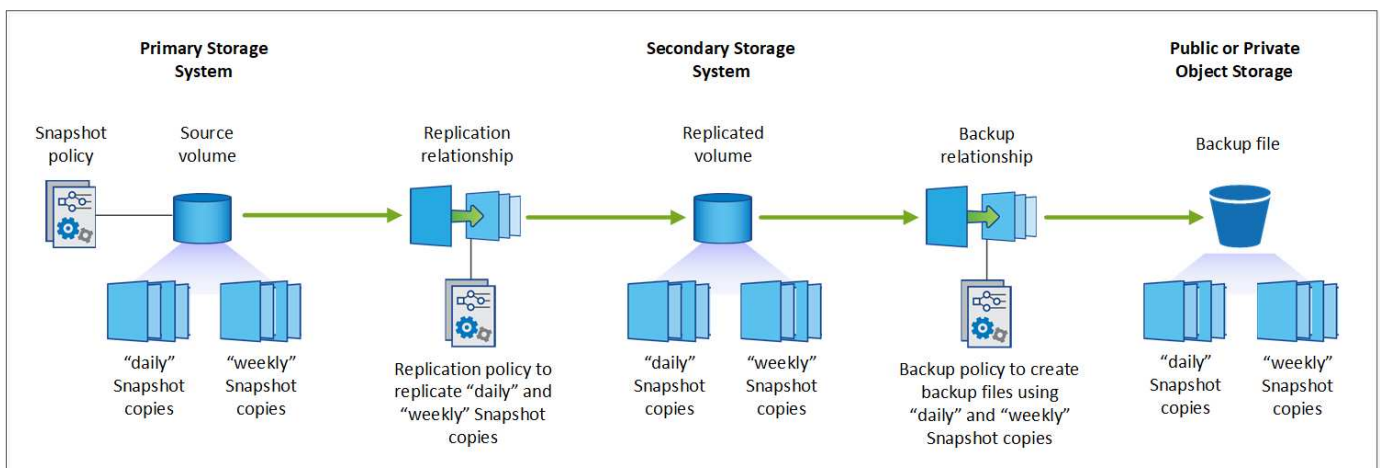 Primary Storage
System
Secondary Storage
System
Public or Private
Object Storage
Snapshot
policy
Source
volume
Replication
relationship
Replicated
volume
Backup
relationship
Backup file
“daily”
Snapshot
copies
“weekly”
Snapshot
copies
Replication policy to
replicate “daily” and
“weekly” Snapshot
copies
“daily”
Snapshot
copies
“weekly”
Snapshot
copies
Backup policy to create
backup files using
“daily” and “weekly”
Snapshot copies
“daily”
Snapshot
copies
“weekly”
Snapshot
copies